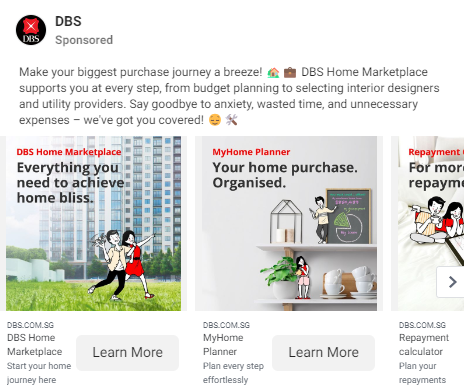 DBS
DBS
Sponsored
Make your biggest purchase journey a breeze! 🏠 💼 DBS Home Marketplace
supports you at every step, from budget planning to selecting interior designers
and utility providers. Say goodbye to anxiety, wasted time, and unnecessary
expenses – we've got you covered! 😌 🛠️
DBS Home Marketplace
Everything you
need to achieve
home bliss.
MyHome Planner
Your home purchase.
Organised.
Repayment
For more
repayme
DBS.COM.SG
DBS Home
Marketplace
Start your home
journey here
Learn More
DBS.COM.SG
MyHome
Planner
Plan every step
effortlessly
Learn More
DBS.COM.SG
Repayment
calculator
Plan your
repayments